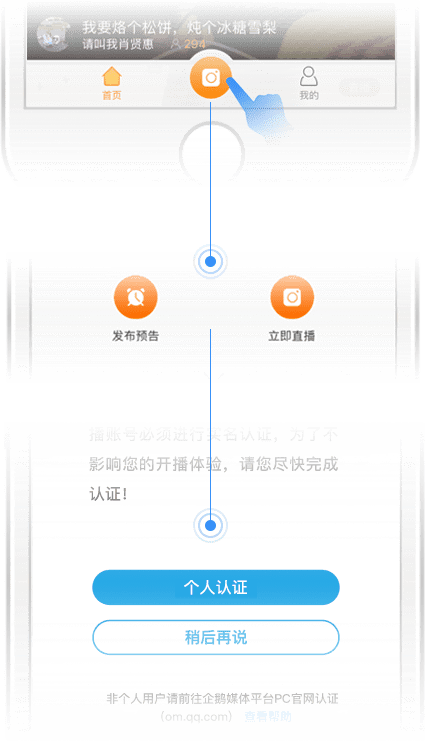 我要烙个松饼，炖个冰糖雪梨
请叫我肖贤惠 294
首页
我的
发布预告
立即直播
播账号必须进行实名认证，为了不
影响您的开播体验，请您尽快完成
认证！
个人认证
稍后再说
非个人用户请前往企鹅媒体平台PC官网认证
（om.qq.com） 查看帮助